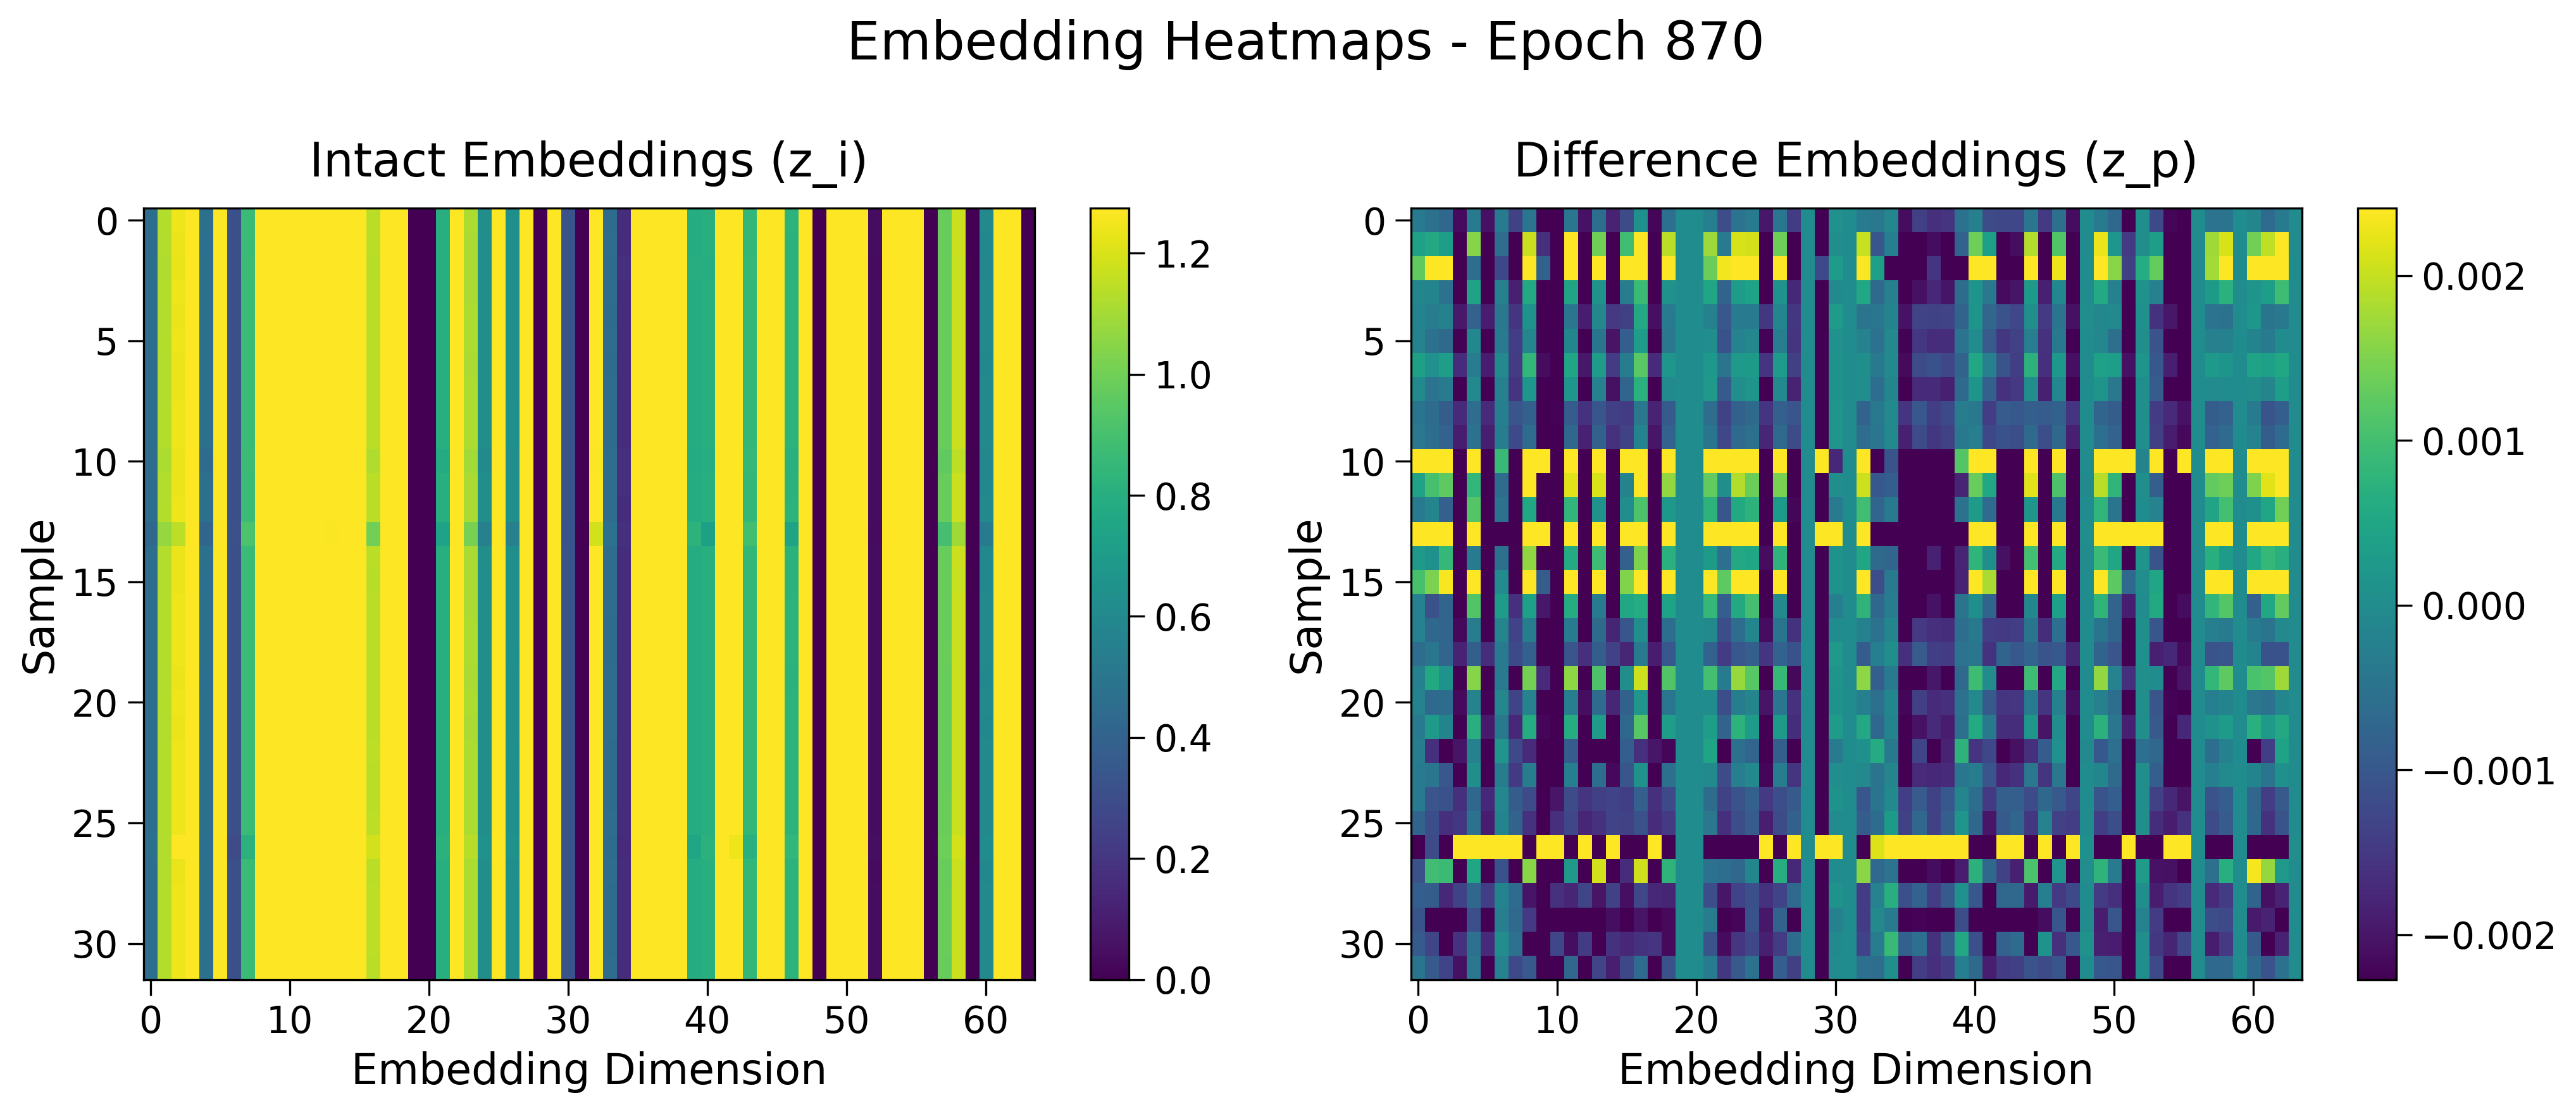 Embedding Heatmaps - Epoch 870
Intact Embeddings (z_i)
0
5
10
15
20
25
30
Sample
0 10 20 30 40 50 60
Embedding Dimension
1.2
1.0
0.8
0.6
0.4
0.2
0.0
Difference Embeddings (z_p)
0
5
10
15
20
25
30
Sample
0 10 20 30 40 50 60
Embedding Dimension
0.002
0.001
0.000
−0.001
−0.002